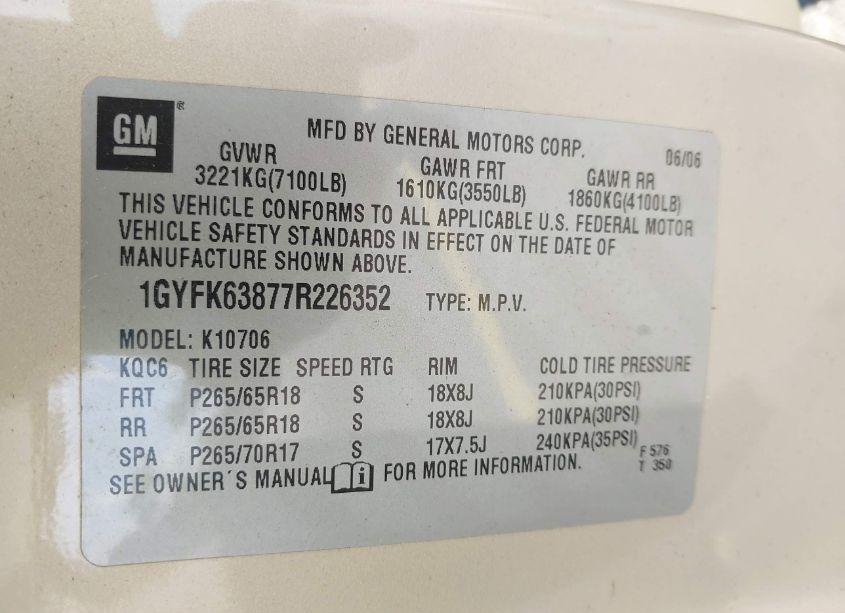 GM ®
MFD BY GENERAL MOTORS CORP. 06/06
GVWR GAWR FRT GAWR RR
3221KG(7100LB) 1610KG(3550LB) 1860KG(4100LB)
THIS VEHICLE CONFORMS TO ALL APPLICABLE U.S. FEDERAL MOTOR
VEHICLE SAFETY STANDARDS IN EFFECT ON THE DATE OF
MANUFACTURE SHOWN ABOVE.
1GYFK63877R226352 TYPE: M.P.V.
MODEL: K10706
KQC6 TIRE SIZE SPEED RTG RIM COLD TIRE PRESSURE
FRT P265/65R18 S 18X8J 210KPA(30PSI)
RR P265/65R18 S 18X8J 210KPA(30PSI)
SPA P265/70R17 S 17X7.5J 240KPA(35PSI)
F 576
T 350
SEE OWNER´S MANUAL i FOR MORE INFORMATION.